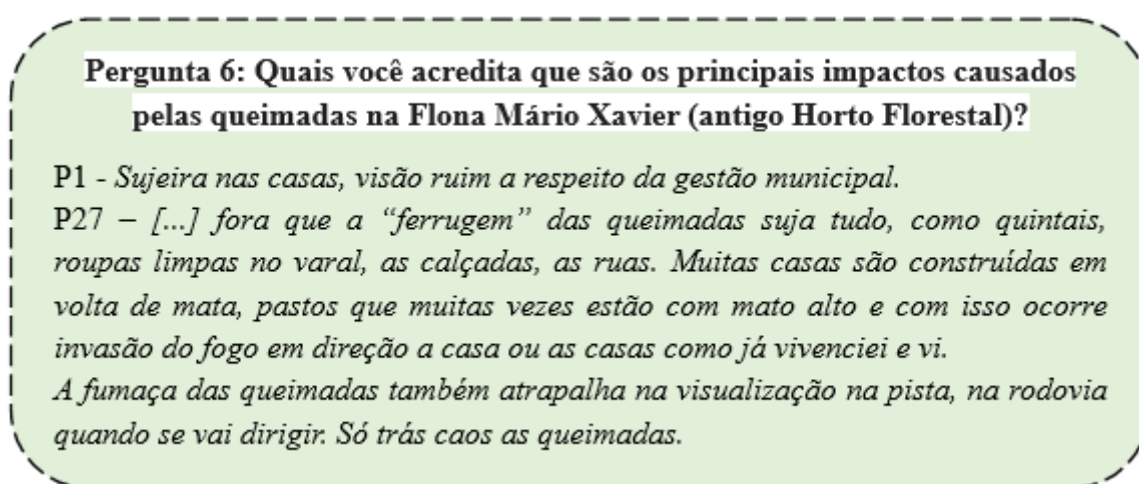 Pergunta 6: Quais você acredita que são os principais impactos causados
pelas queimadas na Flona Mário Xavier (antigo Horto Florestal)?
P1 - Sujeira nas casas, visão ruim a respeito da gestão municipal.
P27 – [...] fora que a “ferrugem” das queimadas suja tudo, como quintais,
roupas limpas no varal, as calçadas, as ruas. Muitas casas são construídas em
volta de mata, pastos que muitas vezes estão com mato alto e com isso ocorre
invasão do fogo em direção a casa ou as casas como já vivenciei e vi.
A fumaça das queimadas também atrapalha na visualização na pista, na rodovia
quando se vai dirigir. Só trás caos as queimadas.